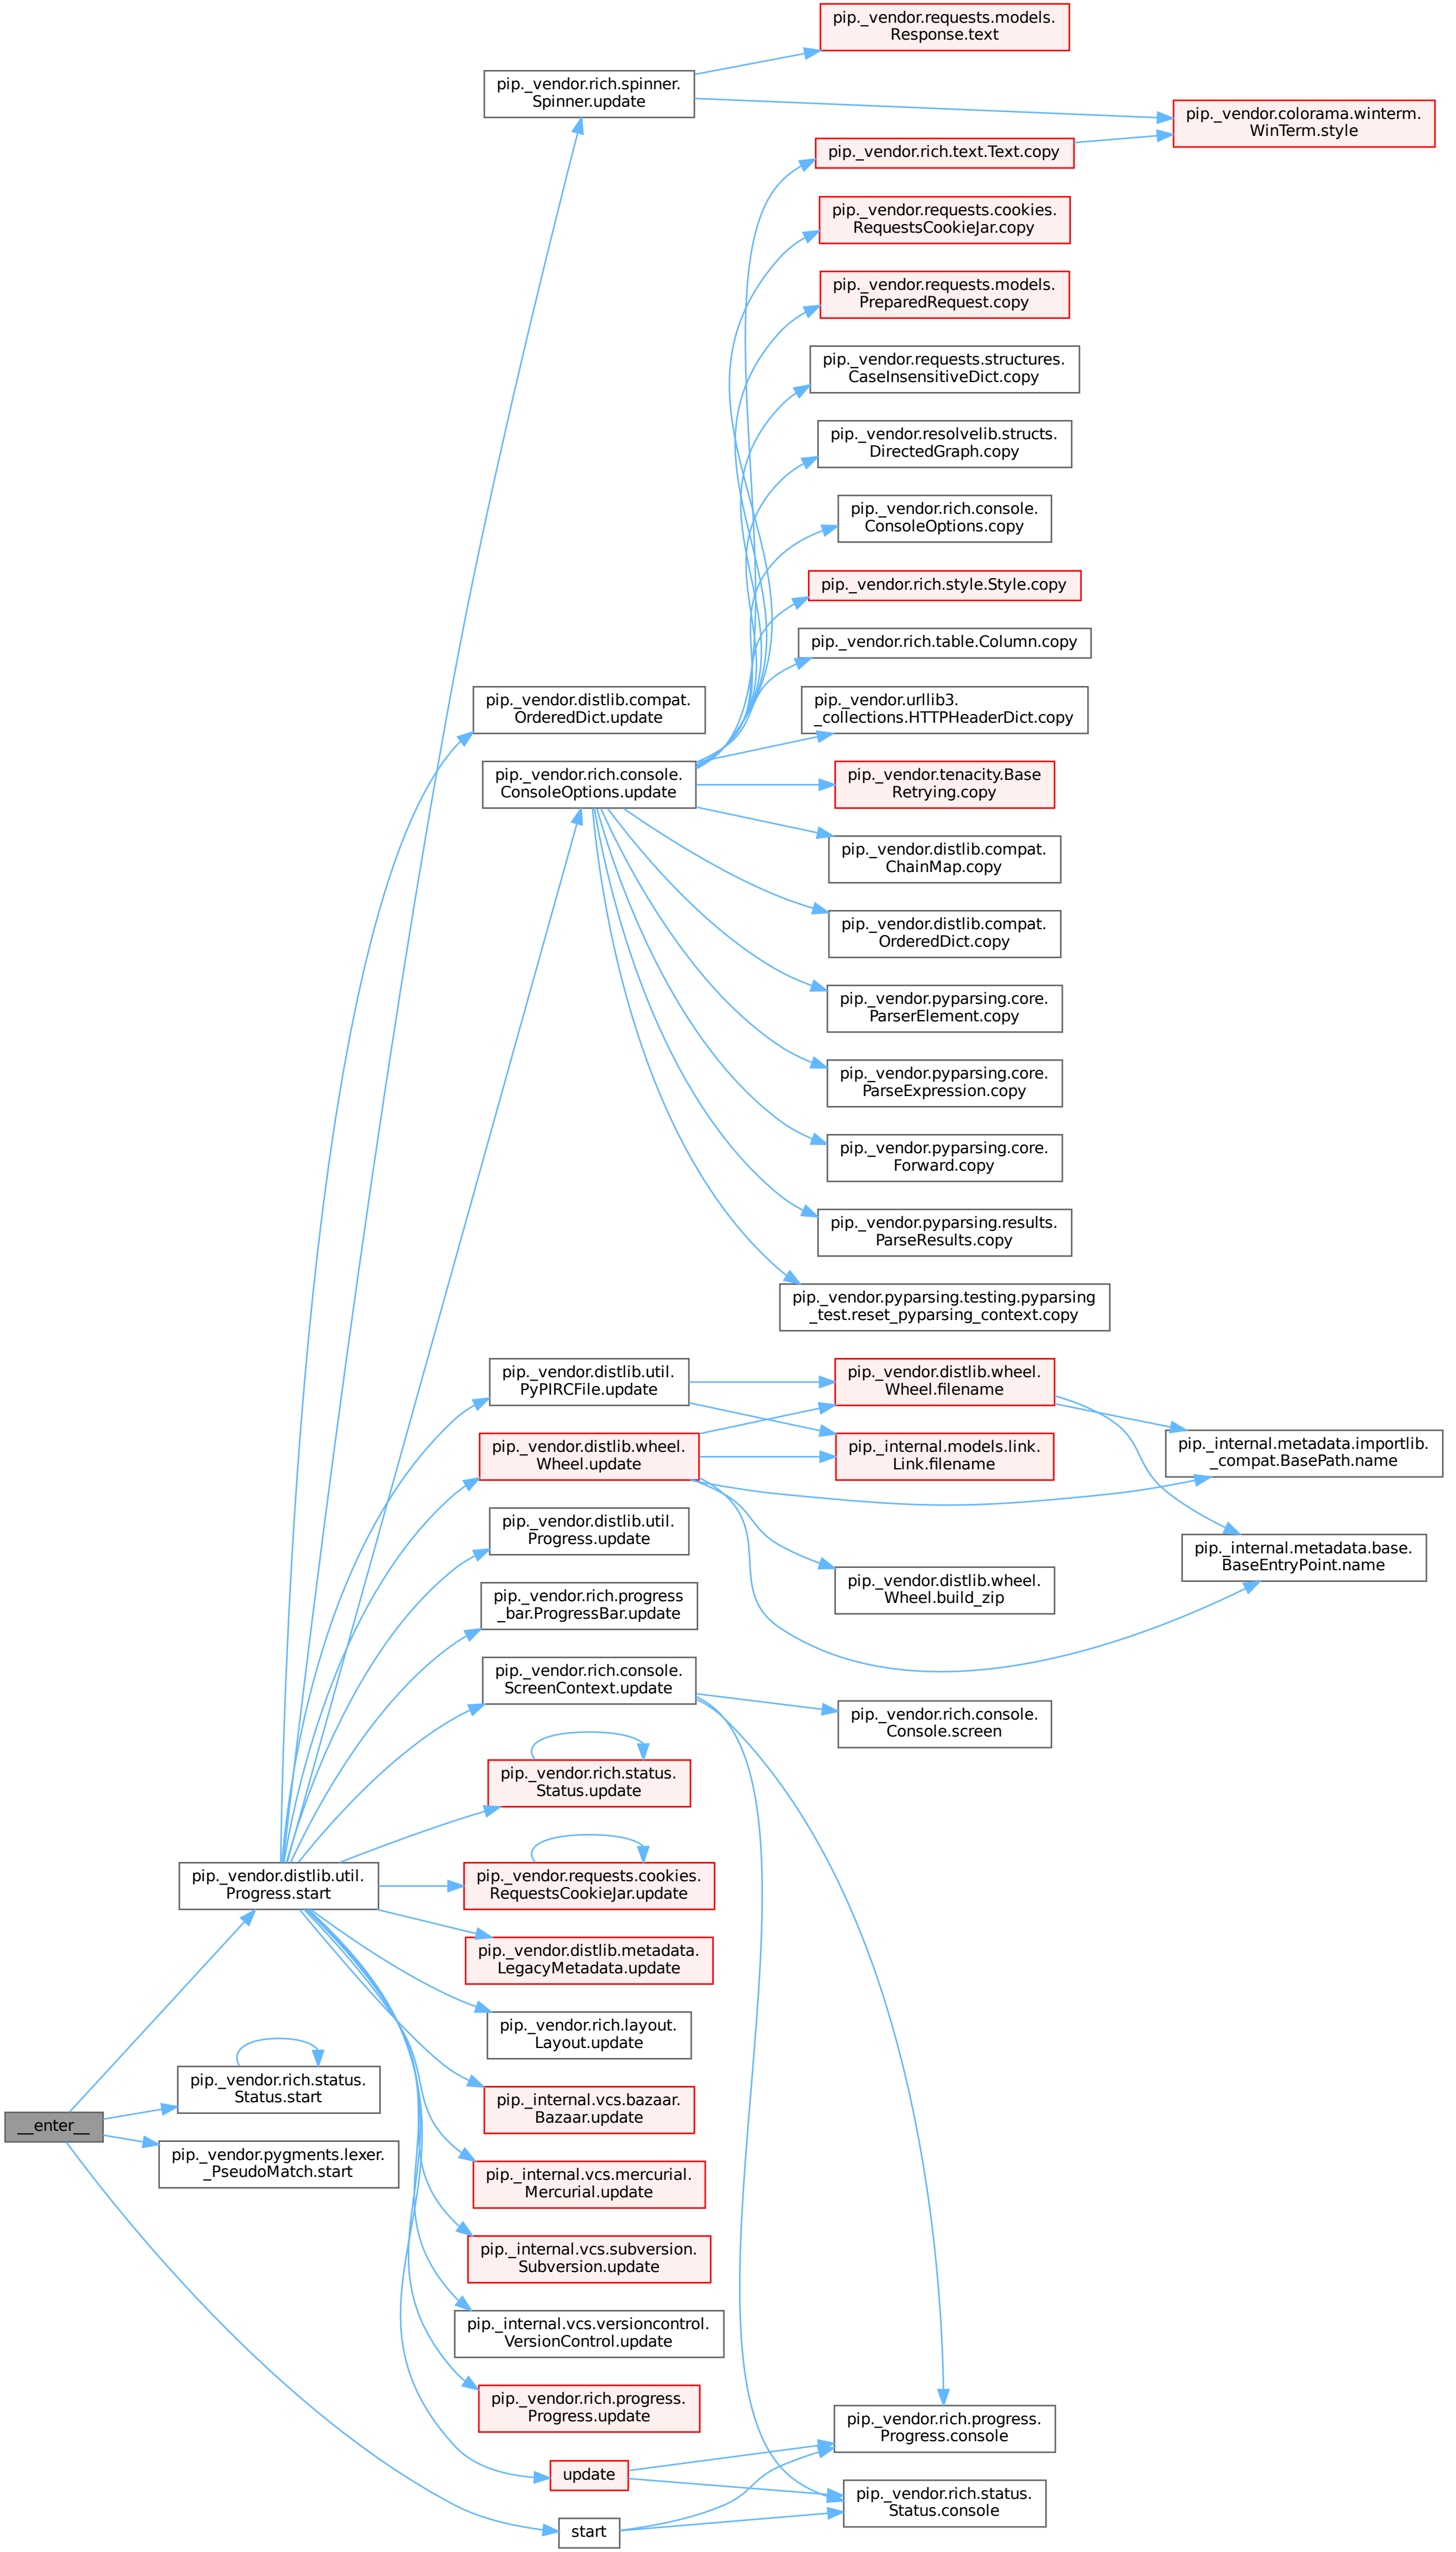 pip._vendor.requests.models.
Response.text
pip._vendor.rich.spinner.
Spinner.update
pip._vendor.colorama.winterm.
WinTerm.style
pip._vendor.rich.text.Text.copy
pip._vendor.requests.cookies.
RequestsCookieJar.copy
pip._vendor.requests.models.
PreparedRequest.copy
pip._vendor.requests.structures.
CaseInsensitiveDict.copy
pip._vendor.resolvelib.structs.
DirectedGraph.copy
pip._vendor.rich.console.
ConsoleOptions.copy
pip._vendor.rich.style.Style.copy
pip._vendor.rich.table.Column.copy
pip._vendor.distlib.compat.
OrderedDict.update
pip._vendor.urllib3.
_collections.HTTPHeaderDict.copy
pip._vendor.rich.console.
ConsoleOptions.update
pip._vendor.tenacity.Base
Retrying.copy
pip._vendor.distlib.compat.
ChainMap.copy
pip._vendor.distlib.compat.
OrderedDict.copy
pip._vendor.pyparsing.core.
ParserElement.copy
pip._vendor.pyparsing.core.
ParseExpression.copy
pip._vendor.pyparsing.core.
Forward.copy
pip._vendor.pyparsing.results.
ParseResults.copy
pip._vendor.pyparsing.testing.pyparsing
_test.reset_pyparsing_context.copy
pip._vendor.distlib.util.
PyPIRCFile.update
pip._vendor.distlib.wheel.
Wheel.filename
pip._vendor.distlib.wheel.
Wheel.update
pip._internal.models.link.
Link.filename
pip._internal.metadata.importlib.
_compat.BasePath.name
pip._vendor.distlib.util.
Progress.update
pip._internal.metadata.base.
BaseEntryPoint.name
pip._vendor.distlib.wheel.
Wheel.build_zip
pip._vendor.rich.progress
_bar.ProgressBar.update
pip._vendor.rich.console.
ScreenContext.update
pip._vendor.rich.console.
Console.screen
pip._vendor.rich.status.
Status.update
pip._vendor.distlib.util.
Progress.start
pip._vendor.requests.cookies.
RequestsCookieJar.update
pip._vendor.distlib.metadata.
LegacyMetadata.update
pip._vendor.rich.layout.
Layout.update
pip._vendor.rich.status.
Status.start
pip._internal.vcs.bazaar.
Bazaar.update
__enter__
pip._vendor.pygments.lexer.
_PseudoMatch.start
pip._internal.vcs.mercurial.
Mercurial.update
pip._internal.vcs.subversion.
Subversion.update
pip._internal.vcs.versioncontrol.
VersionControl.update
pip._vendor.rich.progress.
Progress.update
pip._vendor.rich.progress.
Progress.console
update
pip._vendor.rich.status.
Status.console
start